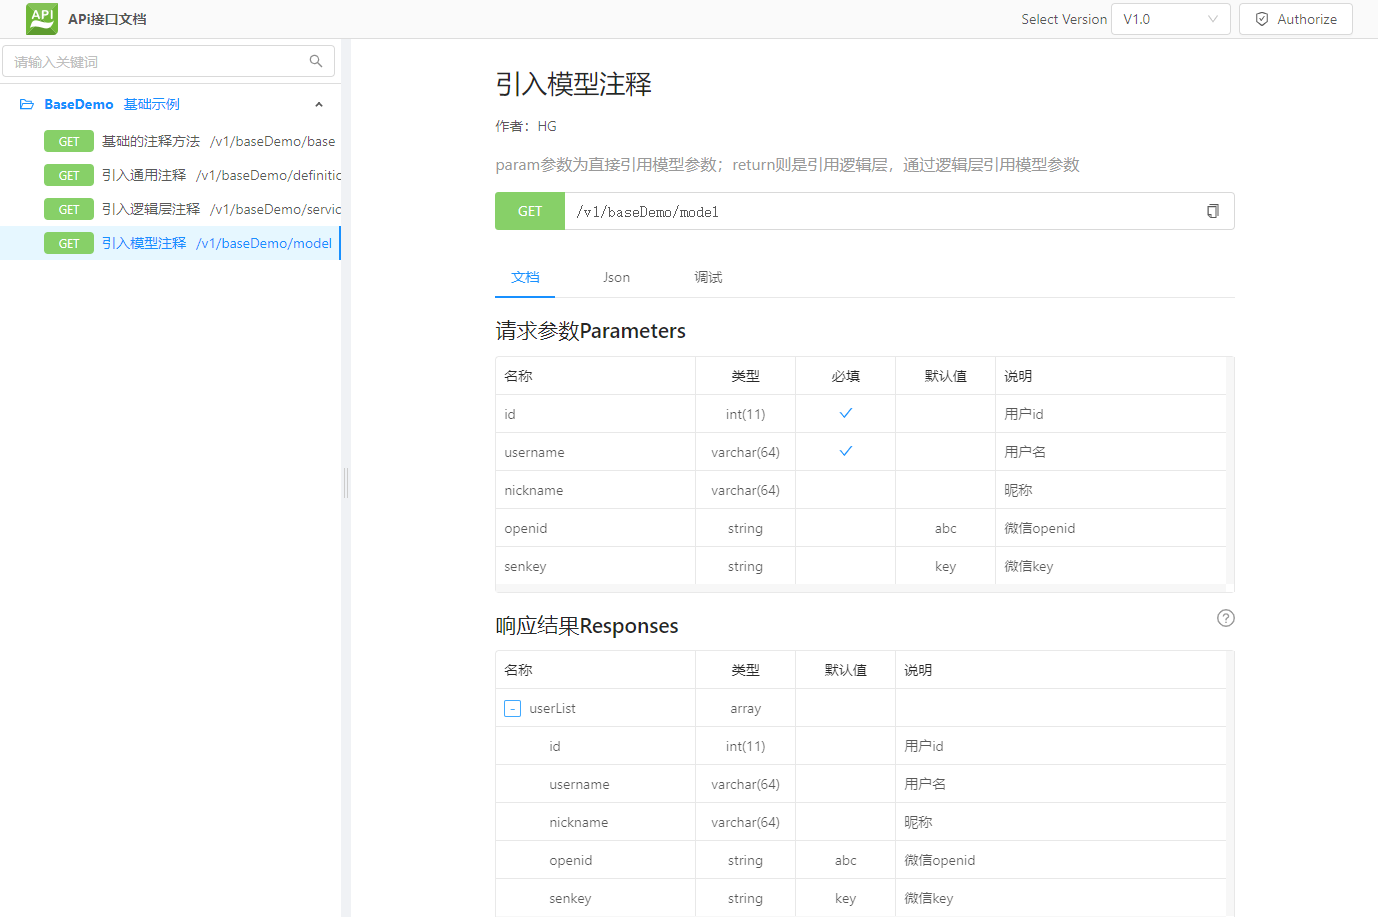 API APi接口文档 Select Version V1.0 Authorize
请输入关键词
BaseDemo 基础示例
GET 基础的注释方法 /v1/baseDemo/base
GET 引入通用注释 /v1/baseDemo/definitic
GET 引入逻辑层注释 /v1/baseDemo/servic
GET 引入模型注释 /v1/baseDemo/model
引入模型注释
作者：HG
param参数为直接引用模型参数；return则是引用逻辑层，通过逻辑层引用模型参数
GET /v1/baseDemo/model
文档 Json 调试
请求参数Parameters
名称 类型 必填 默认值 说明
id int(11) 用户id
username varchar(64) 用户名
nickname varchar(64) 昵称
openid string abc 微信openid
senkey string key 微信key
响应结果Responses
名称 类型 默认值 说明
- userList array
id int(11) 用户id
username varchar(64) 用户名
nickname varchar(64) 昵称
openid string abc 微信openid
senkey string key 微信key